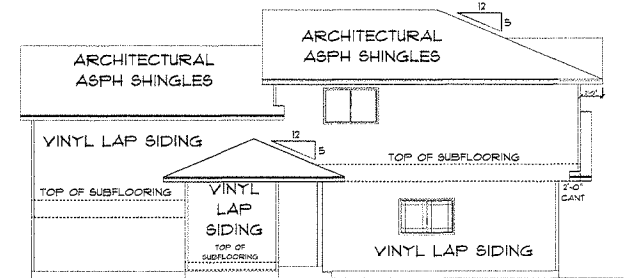 12
5
ARCHITECTURAL
ASPH SHINGLES
ARCHITECTURAL
ASPH SHINGLES
2'-0"
VINYL LAP SIDING
12
5
TOP OF SUBFLOORING
TOP OF SUBFLOORING
VINYL
LAP
SIDING
TOP OF
SUBFLOORING
2'-0"
CANT
VINYL LAP SIDING